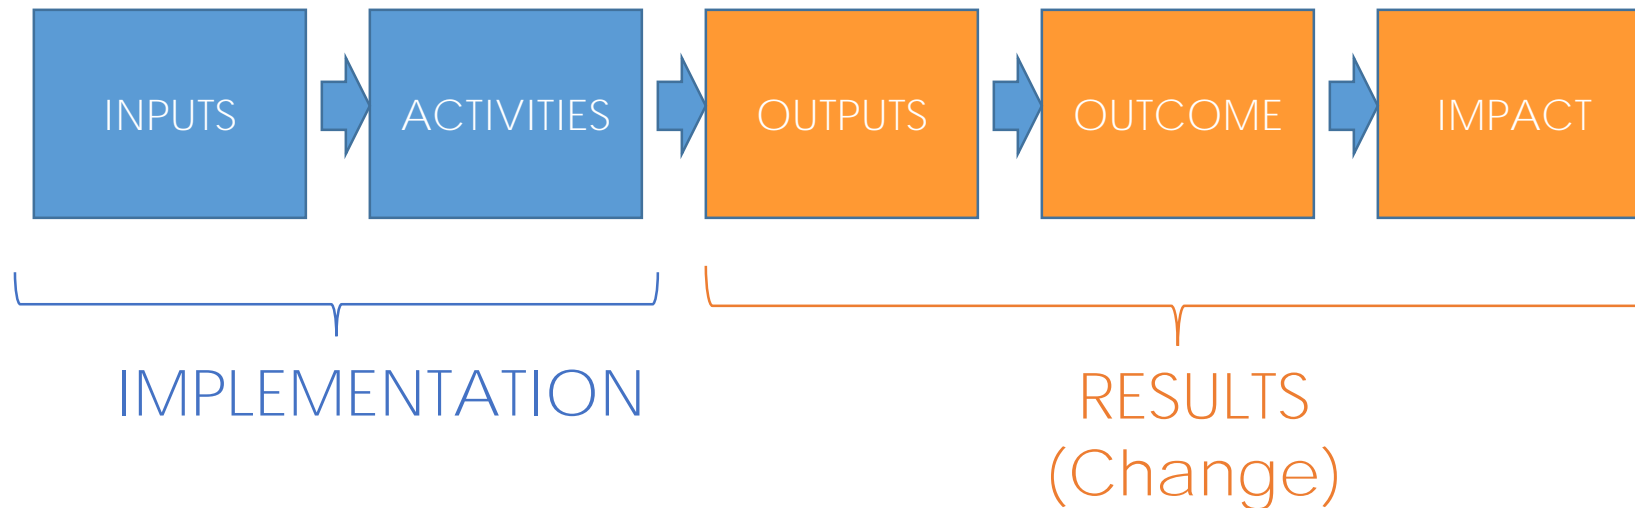 INPUTS
ACTIVITIES
OUTPUTS
OUTCOME
IMPACT
IMPLEMENTATION
RESULTS
(Change)